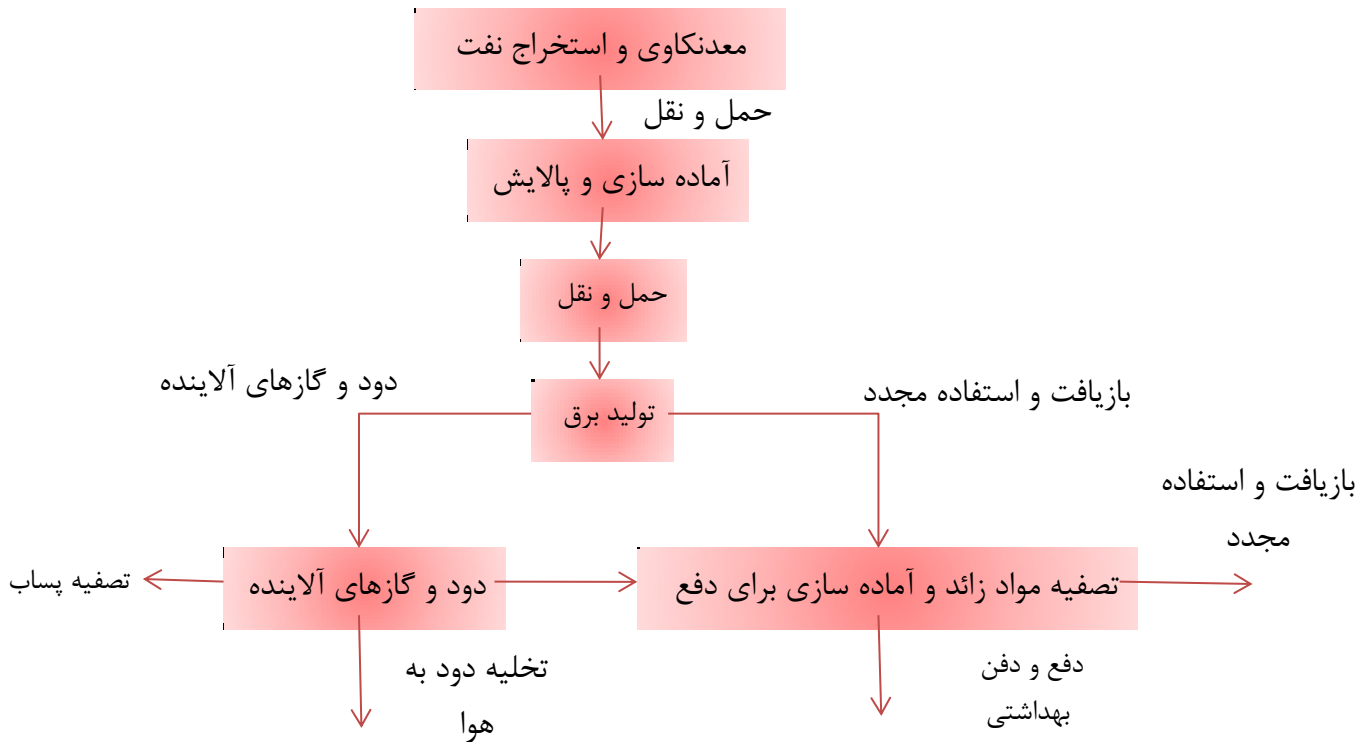 معدنکاوی و استخراج نفت
حمل و نقل
آماده سازی و پالایش
حمل و نقل
دود و گازهای آلاینده
بازیافت و استفاده مجدد
تولید برق
بازیافت و استفاده
مجدد
تصفیه پساب
دود و گازهای آلاینده
تصفیه مواد زائد و آماده سازی برای دفع
تخلیه دود به
هوا
دفع و دفن
بهداشتی